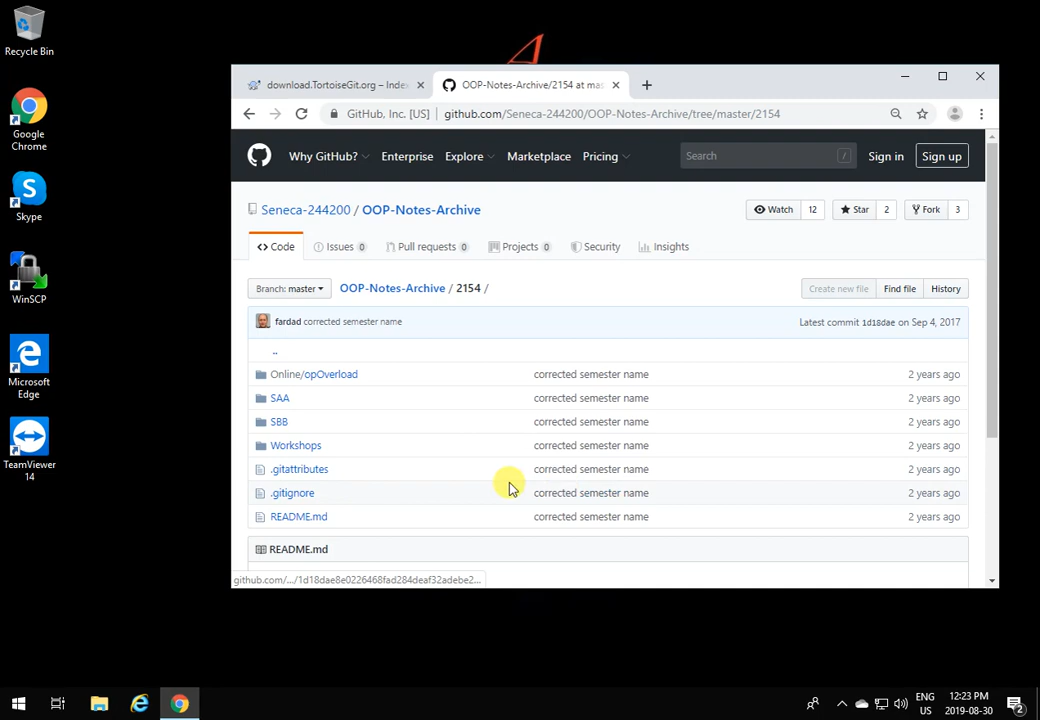 Recycle Bin
Google
Chrome
Skype
WinSCP
Microsoft
Edge
TeamViewer
14
download.TortoiseGit.org – Index
OOP-Notes-Archive/2154 at mas
GitHub, Inc. [US] github.com/Seneca-244200/OOP-Notes-Archive/tree/master/2154
Why GitHub? Enterprise Explore Marketplace Pricing Search / Sign in Sign up
Seneca-244200 / OOP-Notes-Archive Watch 12 Star 2 Fork 3
Code Issues 0 Pull requests 0 Projects 0 Security Insights
Branch: master OOP-Notes-Archive / 2154 / Create new file Find file History
fardad corrected semester name Latest commit 1d18dae on Sep 4, 2017
..
Online/opOverload corrected semester name 2 years ago
SAA corrected semester name 2 years ago
SBB corrected semester name 2 years ago
Workshops corrected semester name 2 years ago
.gitattributes corrected semester name 2 years ago
.gitignore corrected semester name 2 years ago
README.md corrected semester name 2 years ago
README.md
github.com/.../1d18dae8e0226468fad284deaf32adebe2...
ENG
US
12:23 PM
2019-08-30
2